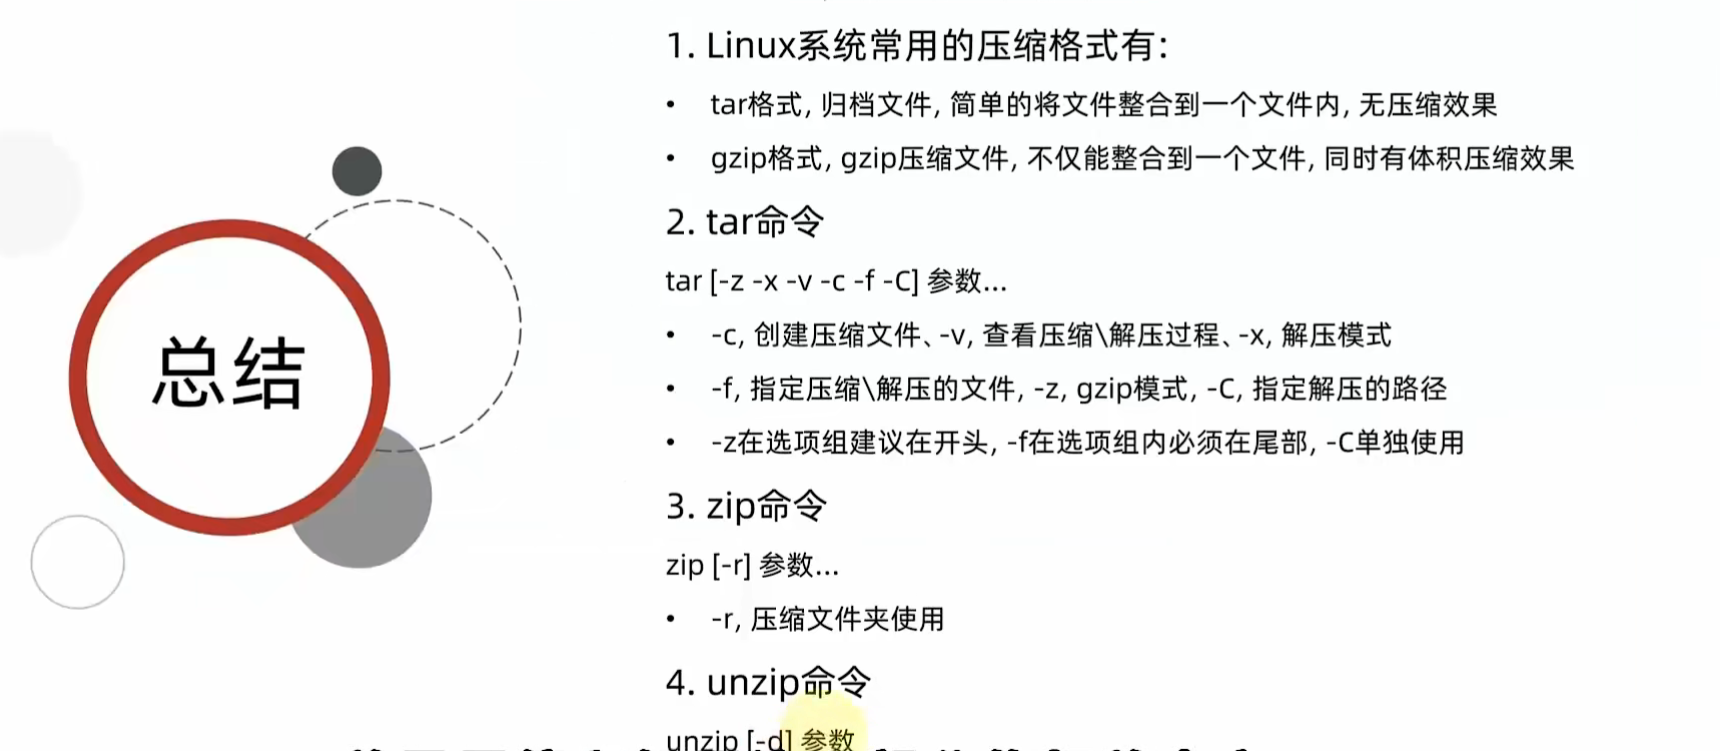 总结
1. Linux系统常用的压缩格式有:
• tar格式, 归档文件, 简单的将文件整合到一个文件内, 无压缩效果
• gzip格式, gzip压缩文件, 不仅能整合到一个文件, 同时有体积压缩效果
2. tar命令
tar [-z -x -v -c -f -C] 参数...
• -c, 创建压缩文件、-v, 查看压缩\解压过程、-x, 解压模式
• -f, 指定压缩\解压的文件, -z, gzip模式, -C, 指定解压的路径
• -z在选项组建议在开头, -f在选项组内必须在尾部, -C单独使用
3. zip命令
zip [-r] 参数...
• -r, 压缩文件夹使用
4. unzip命令
unzip [-d] 参数